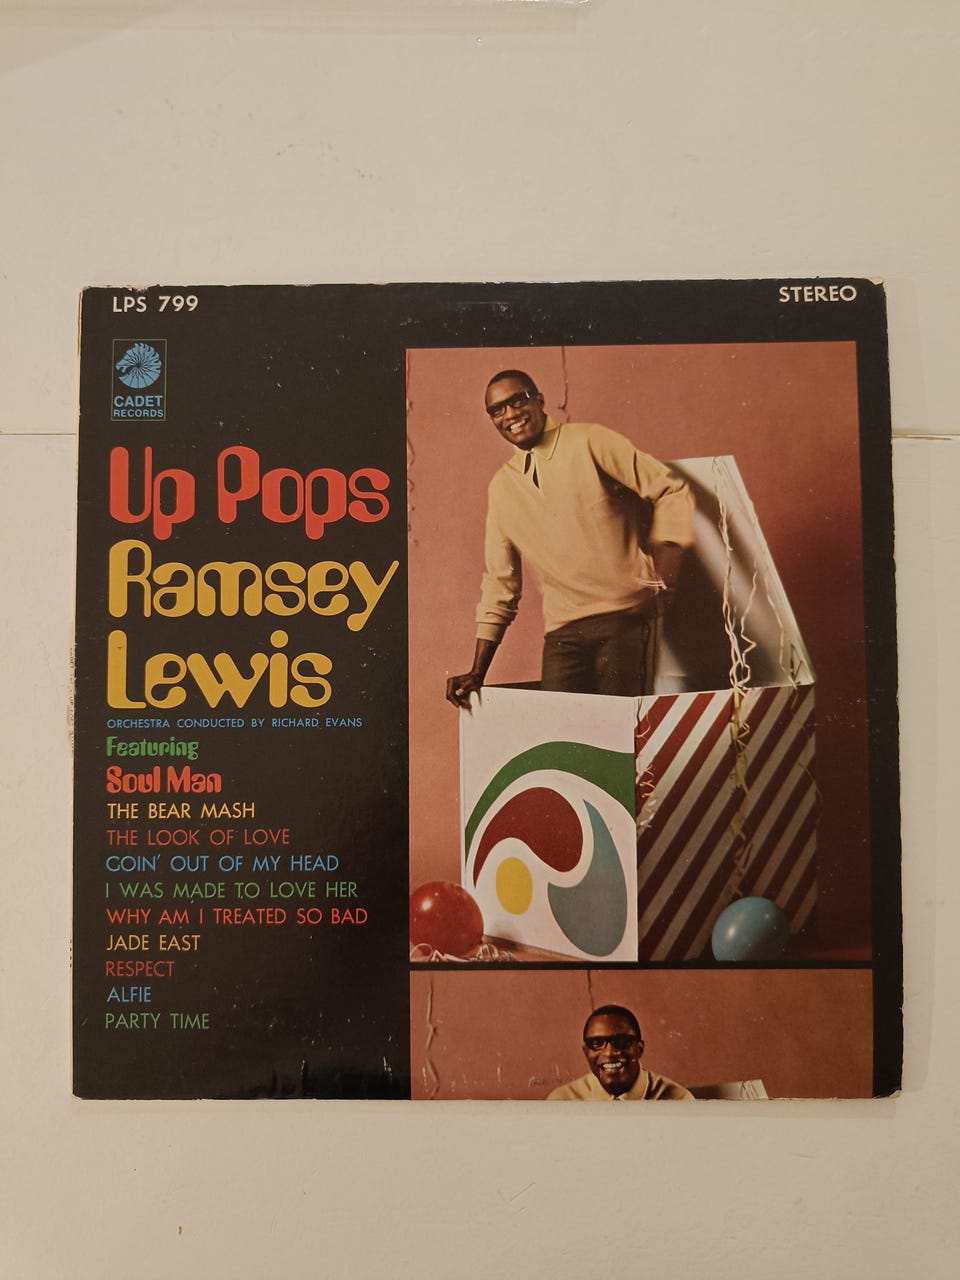 LPS 799
STEREO
CADET
RECORDS
Up Pops
Ramsey
Lewis
ORCHESTRA CONDUCTED BY RICHARD EVANS
Featuring
Soul Man
THE BEAR MASH
THE LOOK OF LOVE
GOIN' OUT OF MY HEAD
I WAS MADE TO LOVE HER
WHY AM I TREATED SO BAD
JADE EAST
RESPECT
ALFIE
PARTY TIME